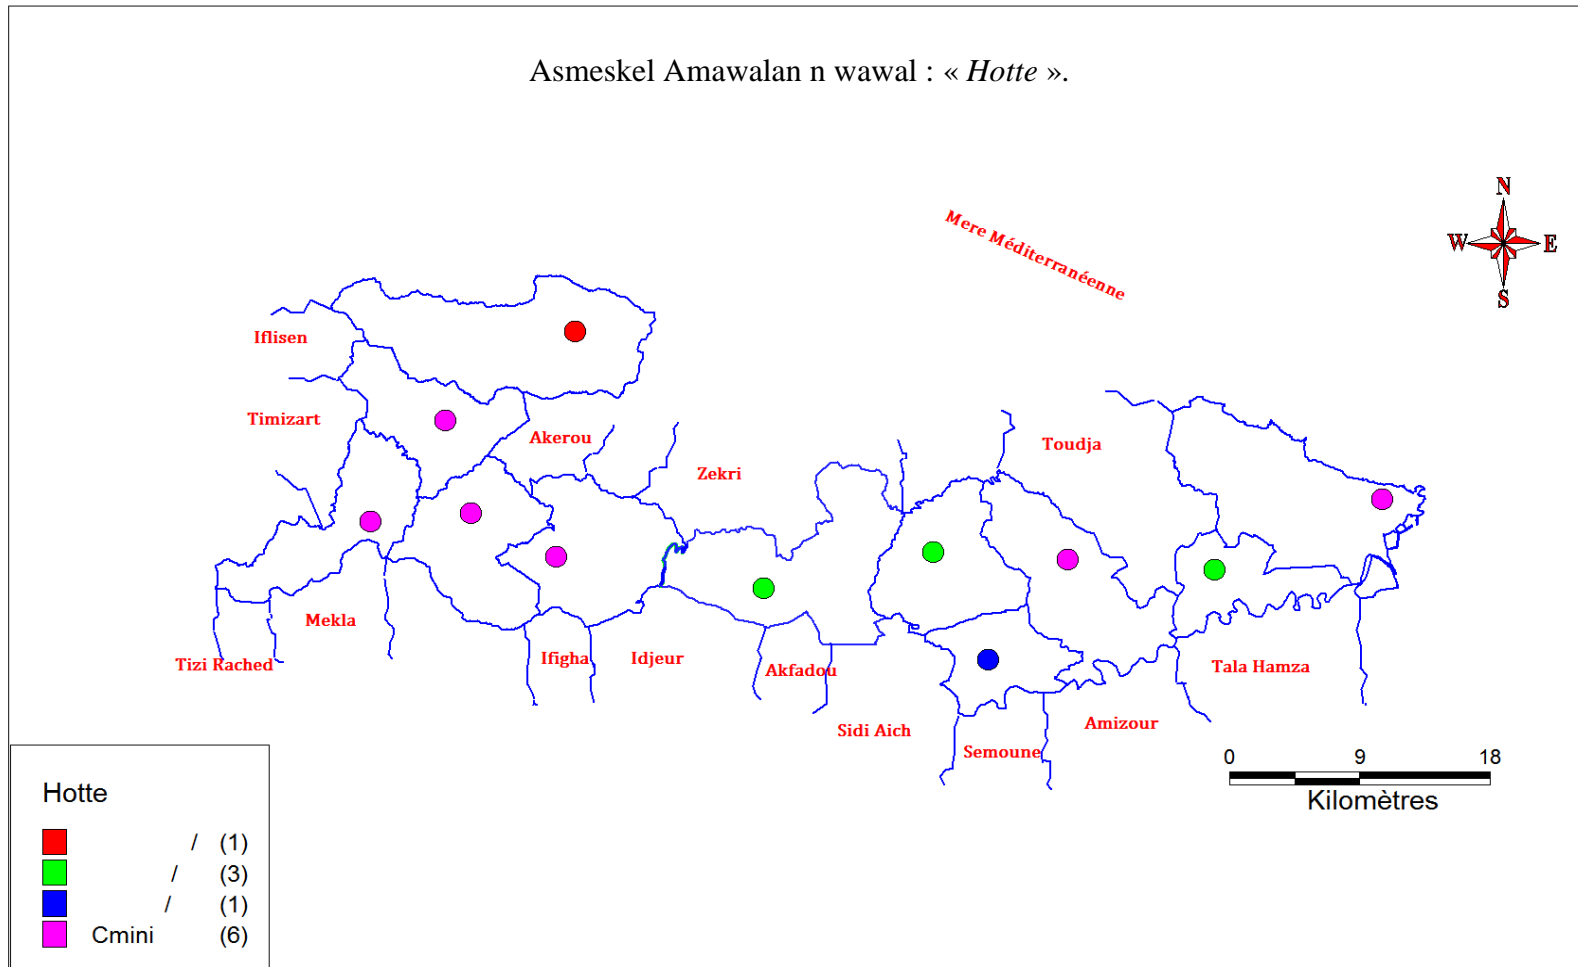 Asmeskel Amawalan n wawal : « Hotte ».
N
W E
S
Mere Méditerranéenne
Iflisen
Timizart
Akerou
Toudja
Zekri
Mekla
Tizi Rached
Ifigha
Idjeur
Akfadou
Tala Hamza
Sidi Aich
Amizour
Semoune
0 9 18
Kilomètres
Hotte
/ (1)
/ (3)
/ (1)
Cmini (6)